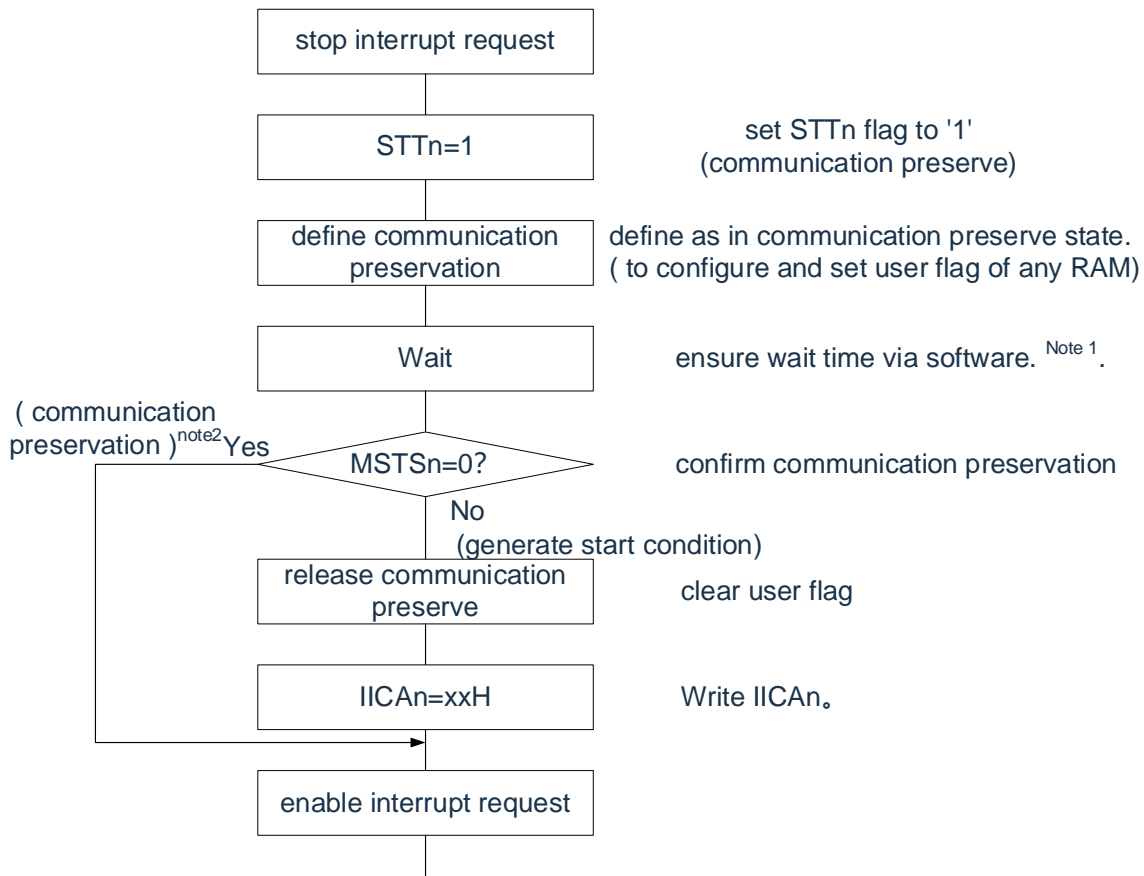 stop interrupt request
STTn=1
set STTn flag to '1'
(communication preserve)
define communication
preservation
define as in communication preserve state.
( to configure and set user flag of any RAM)
Wait
ensure wait time via software. Note 1.
( communication
preservation )note2Yes
MSTSn=0?
confirm communication preservation
No
(generate start condition)
release communication
preserve
clear user flag
IICAn=xxH
Write IICAn。
enable interrupt request